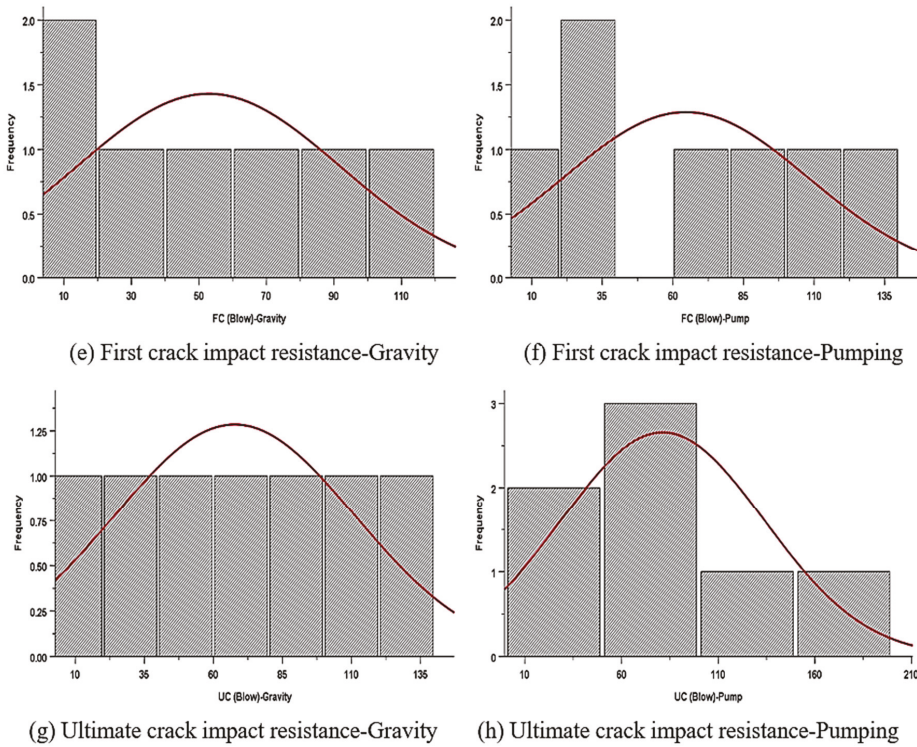 2.0
1.5
1.0
0.5
0.0
Frequency
10 30 50 70 90 110
FC (Blow)-Gravity
(e) First crack impact resistance-Gravity
2.0
1.5
1.0
0.5
0.0
Frequency
10 35 60 85 110 135
FC (Blow)-Pump
(f) First crack impact resistance-Pumping
1.25
1.00
0.75
0.50
0.25
0.00
Frequency
10 35 60 85 110 135
UC (Blow)-Gravity
(g) Ultimate crack impact resistance-Gravity
3
2
1
0
Frequency
10 60 110 160 210
UC (Blow)-Pump
(h) Ultimate crack impact resistance-Pumping